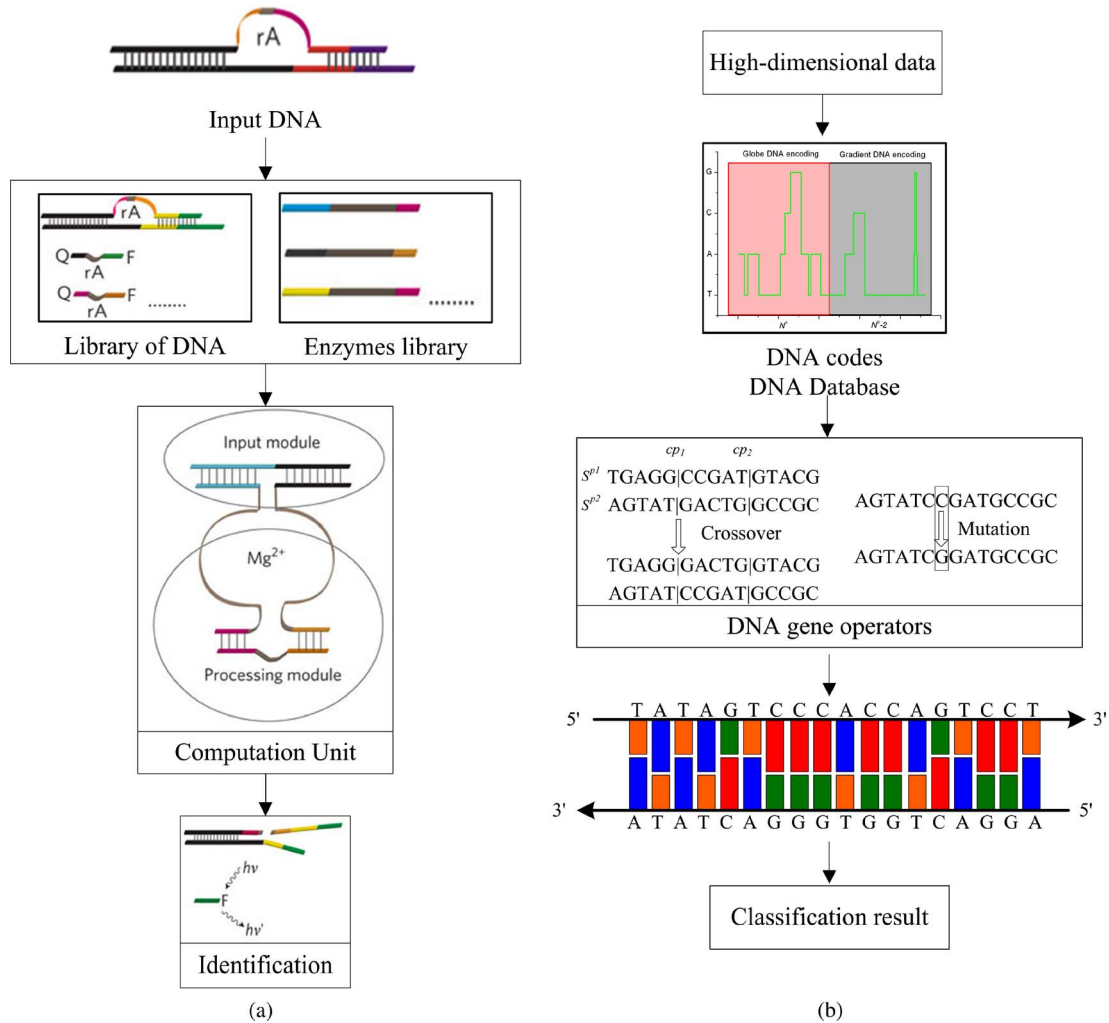 rA
Input DNA
rA
Q F
rA
Q F
rA ........
........
Library of DNA
Enzymes library
Input module
Mg2+
Processing module
Computation Unit
hν
F
hν'
Identification
(a)
High-dimensional data
Globe DNA encoding Gradient DNA encoding
G
C
A
T
Nb Nb-2
DNA codes
DNA Database
cp1 cp2
Sp1 TGAGG|CCGAT|GTACG
Sp2 AGTAT|GACTG|GCCGC
Crossover
TGAGG|GACTG|GTACG
AGTAT|CCGAT|GCCGC
AGTATCCGATGCCGC
Mutation
AGTATCGGATGCCGC
DNA gene operators
T A T A G T C C C A C C A G T C C T
5' 3'
3' 5'
A T A T C A G G G T G G T C A G G A
Classification result
(b)